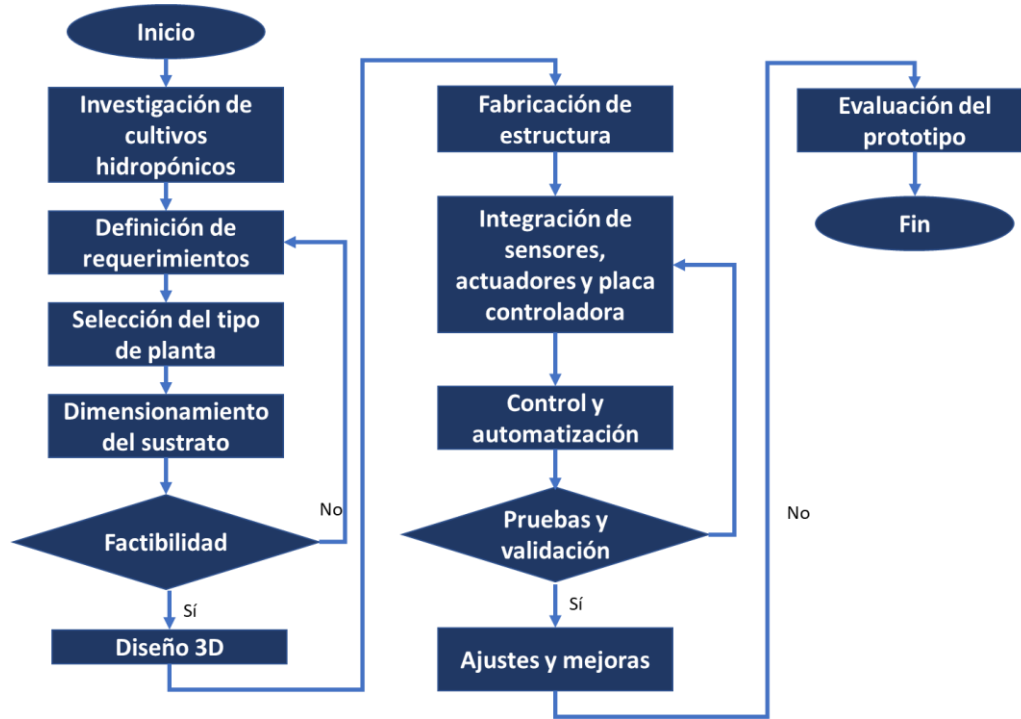 Inicio
Investigación de
cultivos
hidropónicos
Definición de
requerimientos
Selección del tipo
de planta
Dimensionamiento
del sustrato
Factibilidad
No
Sí
Diseño 3D
Fabricación de
estructura
Integración de
sensores,
actuadores y placa
controladora
Control y
automatización
Pruebas y
validación
No
Sí
Ajustes y mejoras
Evaluación del
prototipo
Fin